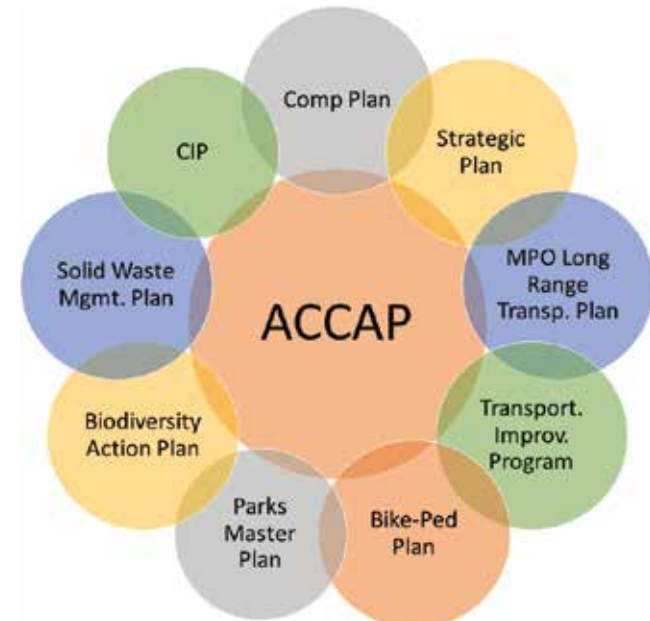 Comp Plan
Strategic
Plan
MPO Long
Range
Transp. Plan
Transport.
Improv.
Program
Bike-Ped
Plan
Parks
Master
Plan
Biodiversity
Action Plan
Solid Waste
Mgmt. Plan
CIP
ACCAP